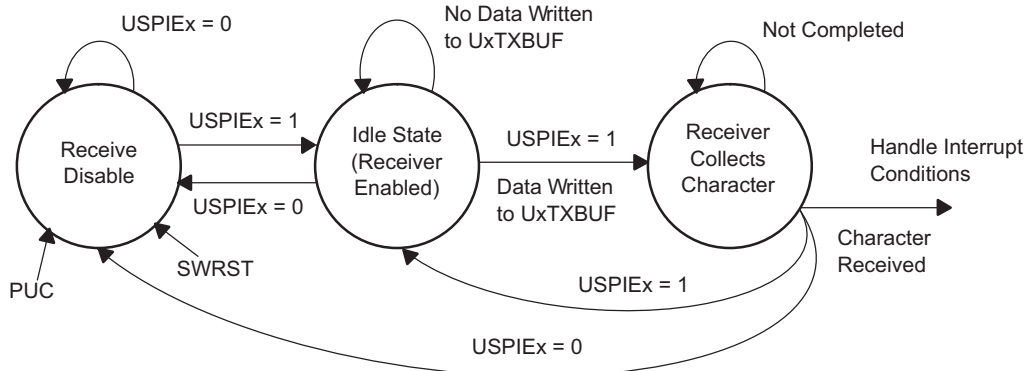 USPIEx = 0
No Data Written
to UxTXBUF
Not Completed
USPIEx = 1
Receive
Disable
Idle State
(Receiver
Enabled)
USPIEx = 1
Receiver
Collects
Character
Handle Interrupt
Conditions
USPIEx = 0
Data Written
to UxTXBUF
Character
Received
PUC
SWRST
USPIEx = 1
USPIEx = 0